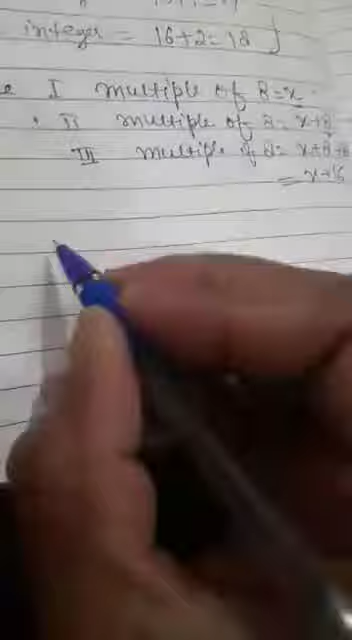 integer = 16+2=18
I multiple of 8=x
II multiple of 8= x+8
III multiple of 8= x+8+8
= x+16